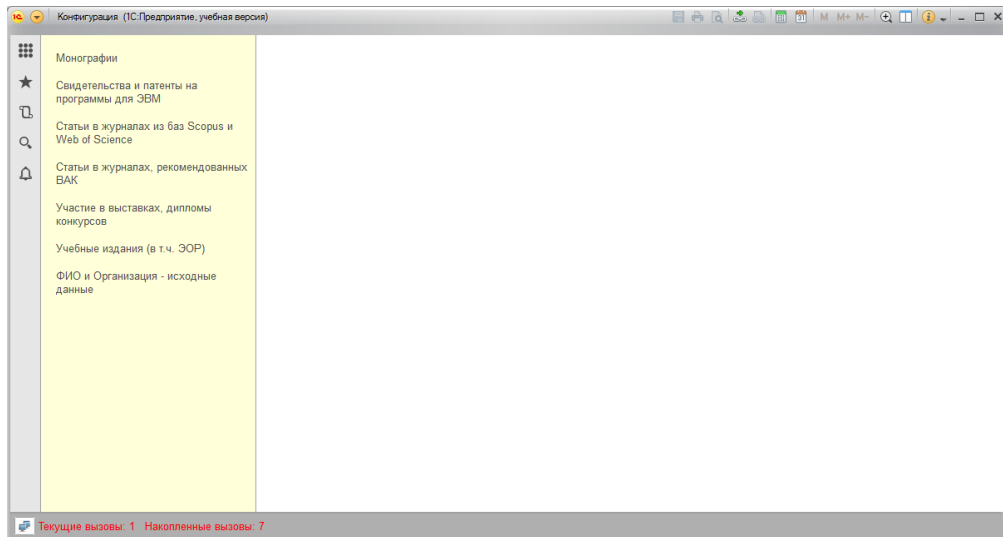 1С Конфигурация (1С:Предприятие, учебная версия) 31 M M+ M- i
Монографии
Свидетельства и патенты на
программы для ЭВМ
Статьи в журналах из баз Scopus и
Web of Science
Статьи в журналах, рекомендованных
ВАК
Участие в выставках, дипломы
конкурсов
Учебные издания (в т.ч. ЭОР)
ФИО и Организация - исходные
данные
Текущие вызовы: 1 Накопленные вызовы: 7